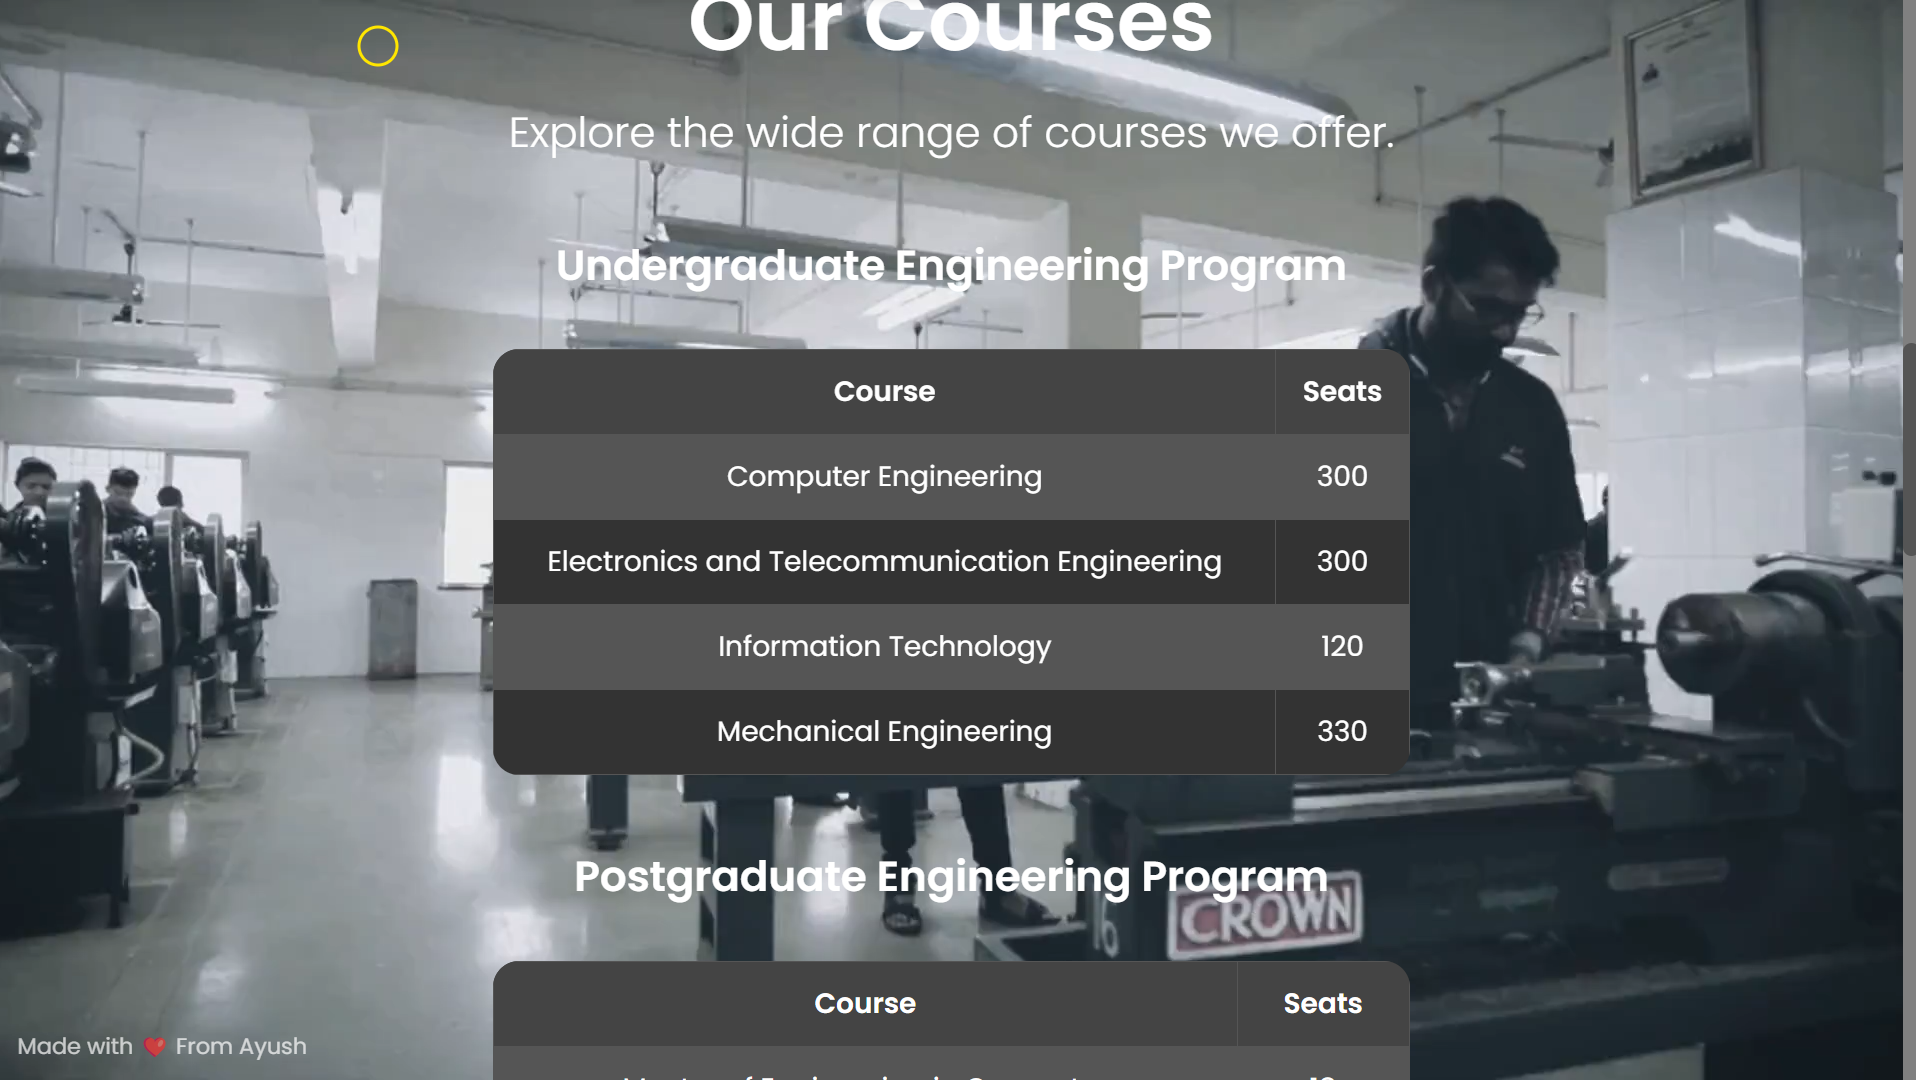 Our Courses
Explore the wide range of courses we offer.
Undergraduate Engineering Program
Course Seats
Computer Engineering 300
Electronics and Telecommunication Engineering 300
Information Technology 120
Mechanical Engineering 330
Postgraduate Engineering Program
CROWN
16
Course Seats
Made with ❤️ From Ayush